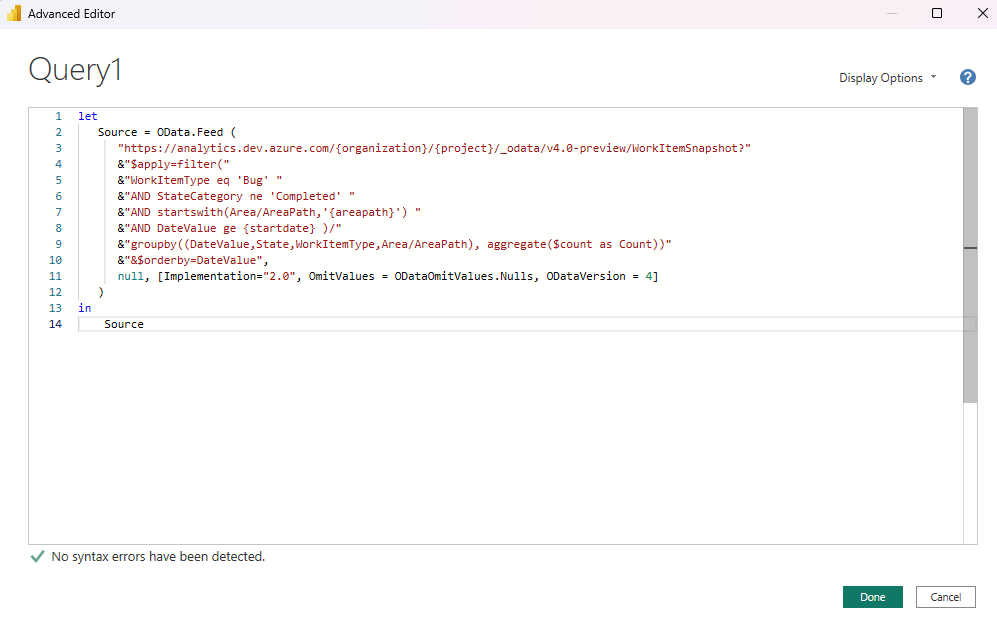 Advanced Editor
Query1
Display Options
?
1 let
2 Source = OData.Feed (
3 "https://analytics.dev.azure.com/{organization}/{project}/_odata/v4.0-preview/WorkItemSnapshot?"
4 &"$apply=filter("
5 &"WorkItemType eq 'Bug' "
6 &"AND StateCategory ne 'Completed' "
7 &"AND startswith(Area/AreaPath,'{areapath}') "
8 &"AND DateValue ge {startdate} )/"
9 &"groupby((DateValue,State,WorkItemType,Area/AreaPath), aggregate($count as Count))"
10 &"&$orderby=DateValue",
11 null, [Implementation="2.0", OmitValues = ODataOmitValues.Nulls, ODataVersion = 4]
12 )
13 in
14 Source
No syntax errors have been detected.
Done
Cancel